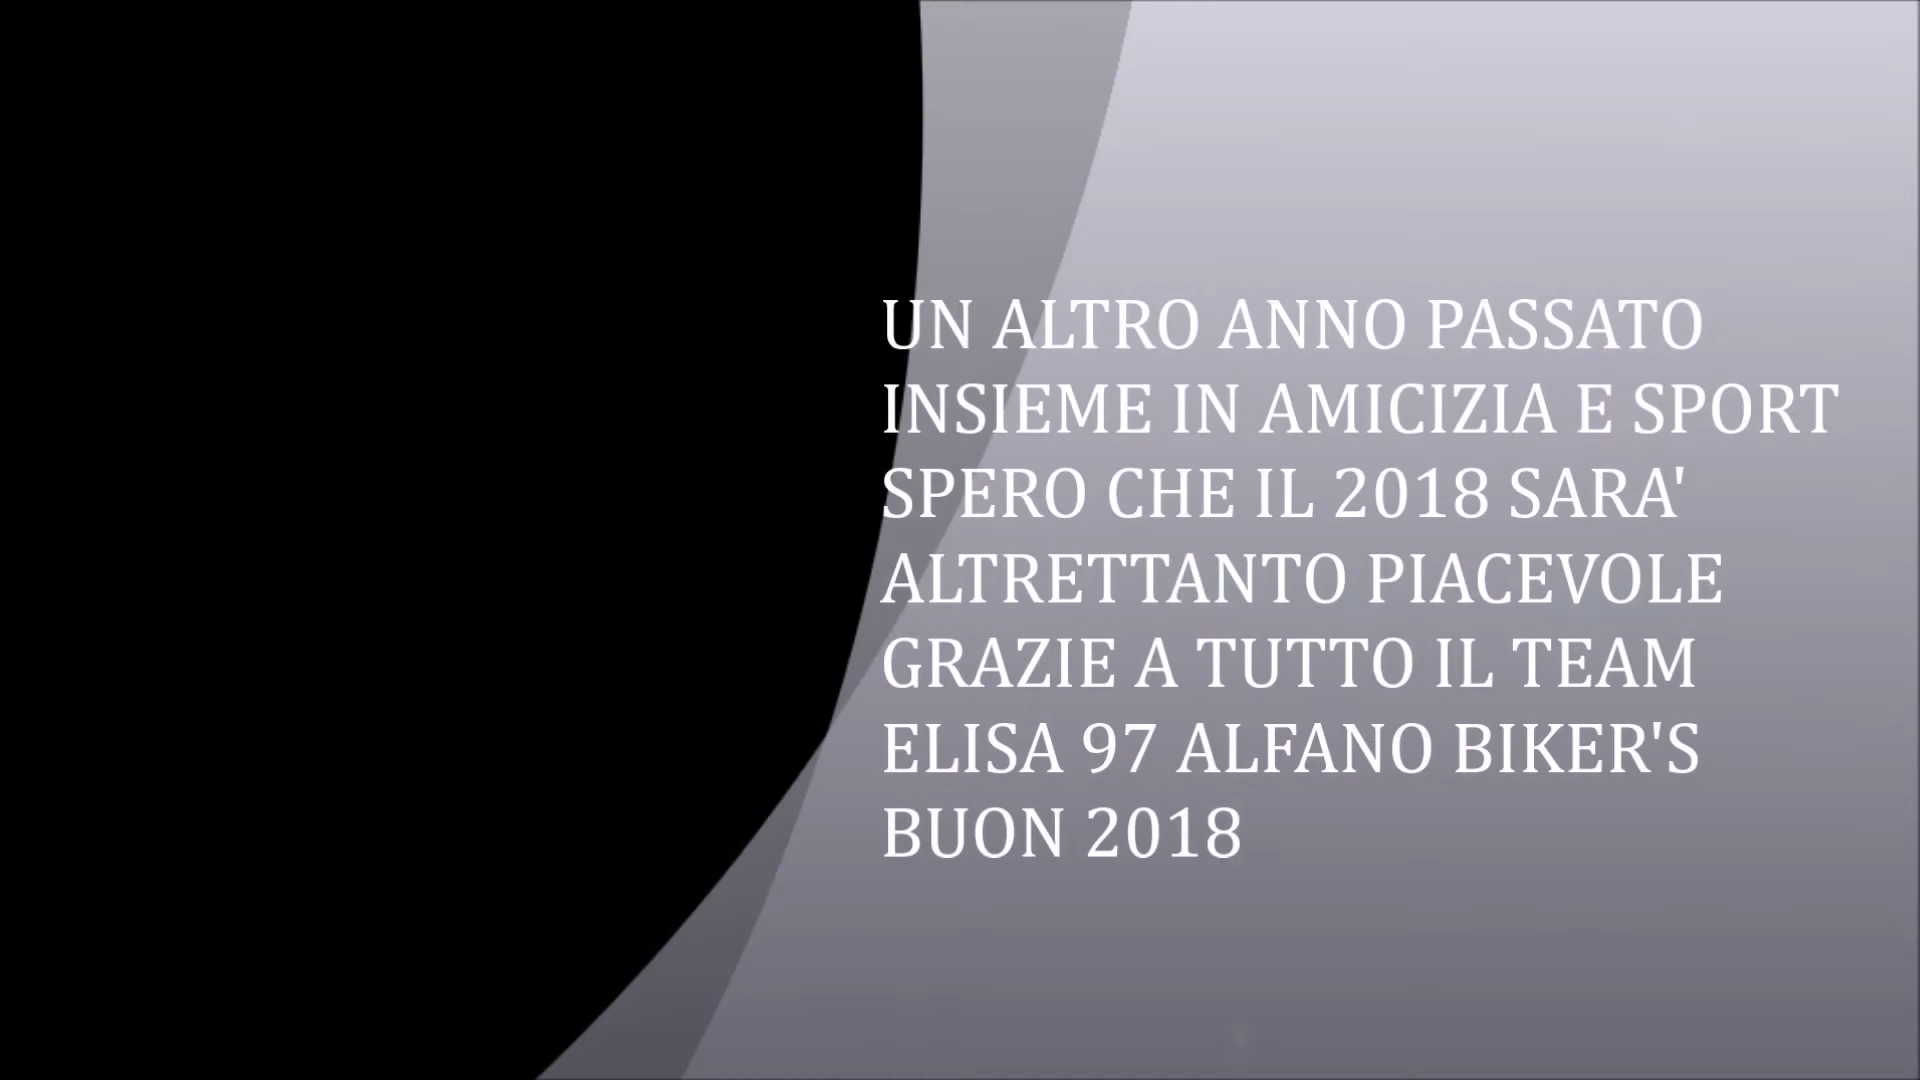 UN ALTRO ANNO PASSATO
INSIEME IN AMICIZIA E SPORT
SPERO CHE IL 2018 SARA'
ALTRETTANTO PIACEVOLE
GRAZIE A TUTTO IL TEAM
ELISA 97 ALFANO BIKER'S
BUON 2018